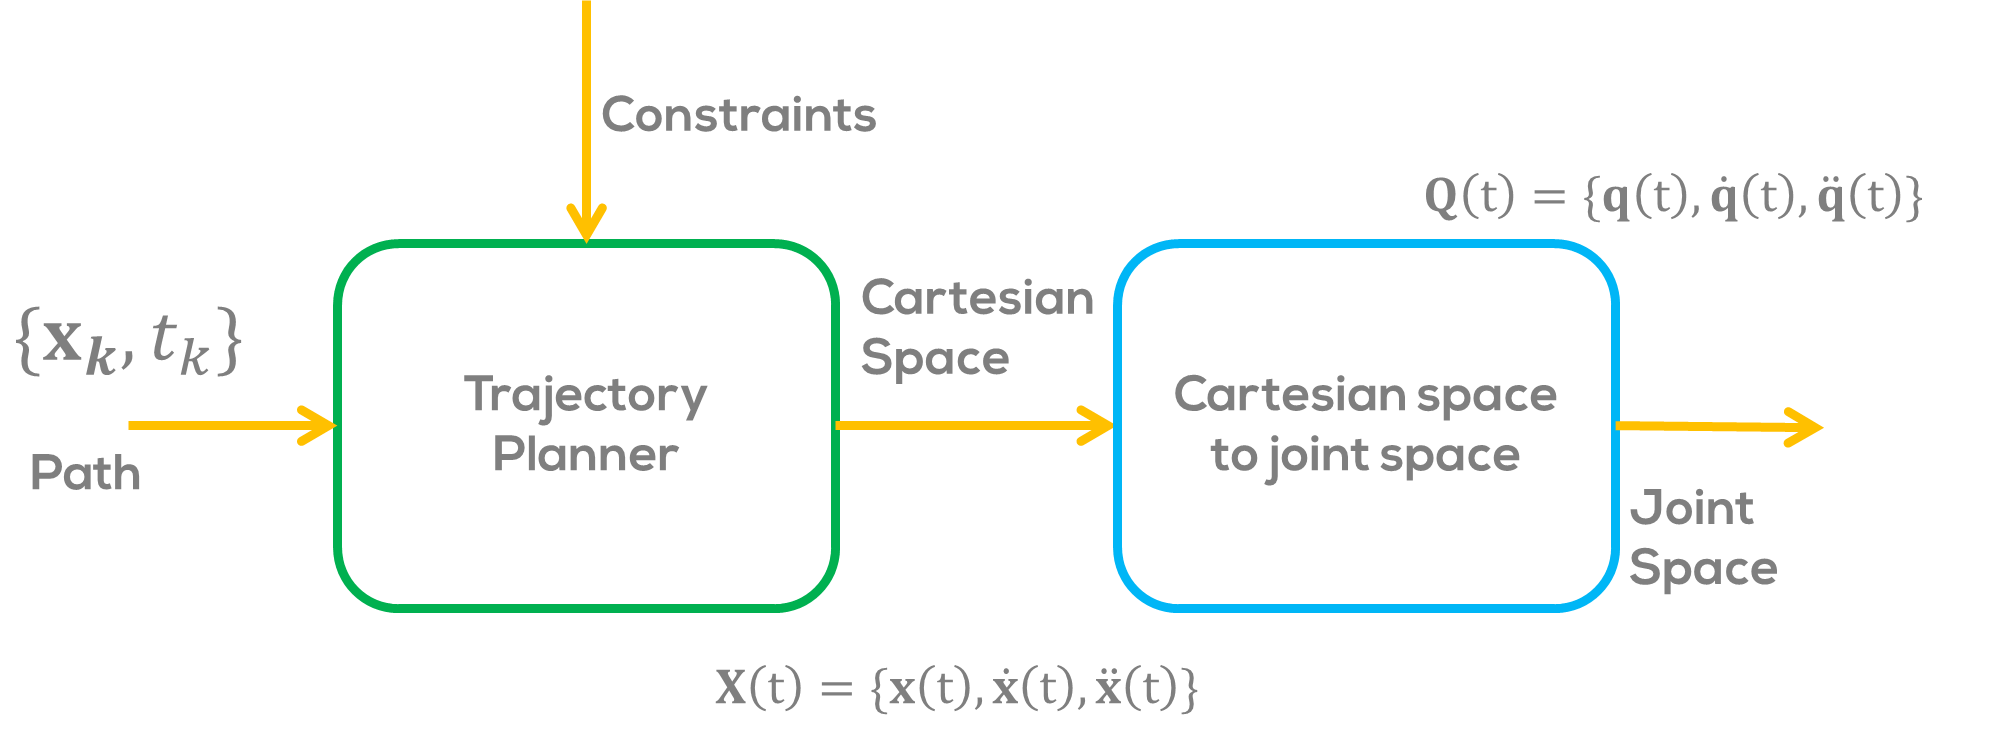 Constraints
𝐐(t) = {𝐪(t), 𝐪̇(t), 𝐪̈(t)}
{𝐱ₖ, tₖ}
Path
Trajectory
Planner
Cartesian
Space
Cartesian space
to joint space
Joint
Space
𝐗(t) = {𝐱(t), 𝐱̇(t), 𝐱̈(t)}